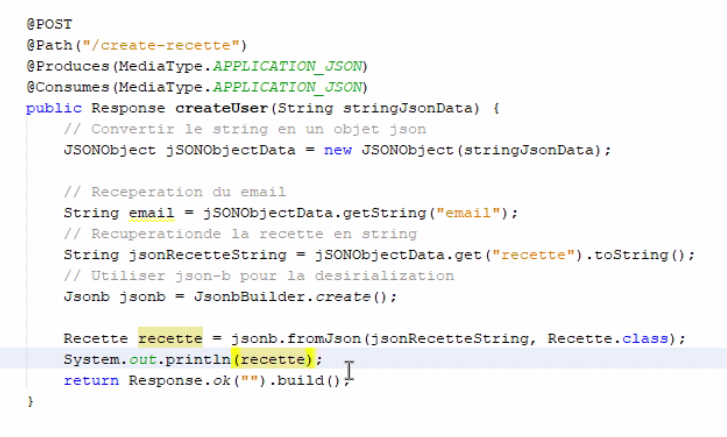 @POST
@Path("/create-recette")
@Produces(MediaType.APPLICATION_JSON)
@Consumes(MediaType.APPLICATION_JSON)
public Response createUser(String stringJsonData) {
// Convertir le string en un objet json
JSONObject jSONObjectData = new JSONObject(stringJsonData);
// Receperation du email
String email = jSONObjectData.getString("email");
// Recuperationde la recette en string
String jsonRecetteString = jSONObjectData.get("recette").toString();
// Utiliser json-b pour la desirialization
Jsonb jsonb = JsonbBuilder.create();
Recette recette = jsonb.fromJson(jsonRecetteString, Recette.class);
System.out.println(recette);
return Response.ok("").build();
}